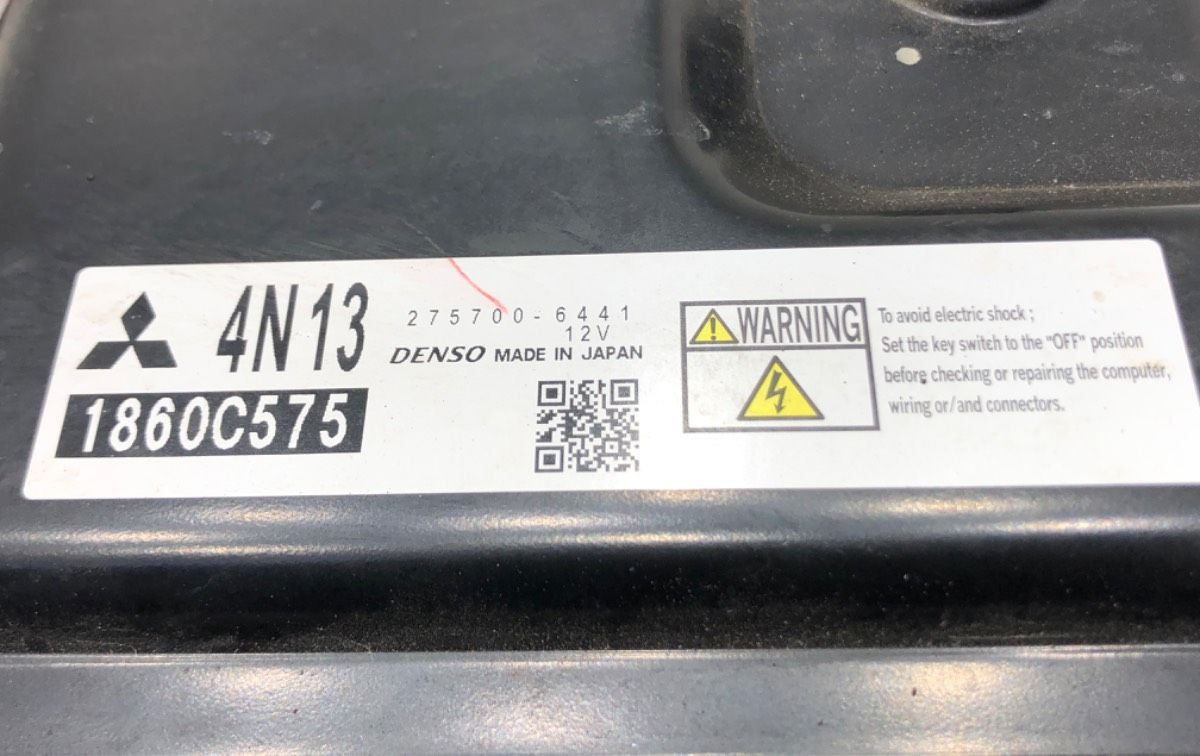 4N13
1860C575
275700-6441
12V
DENSO MADE IN JAPAN
WARNING
To avoid electric shock ;
Set the key switch to the "OFF" position
before checking or repairing the computer,
wiring or/and connectors.